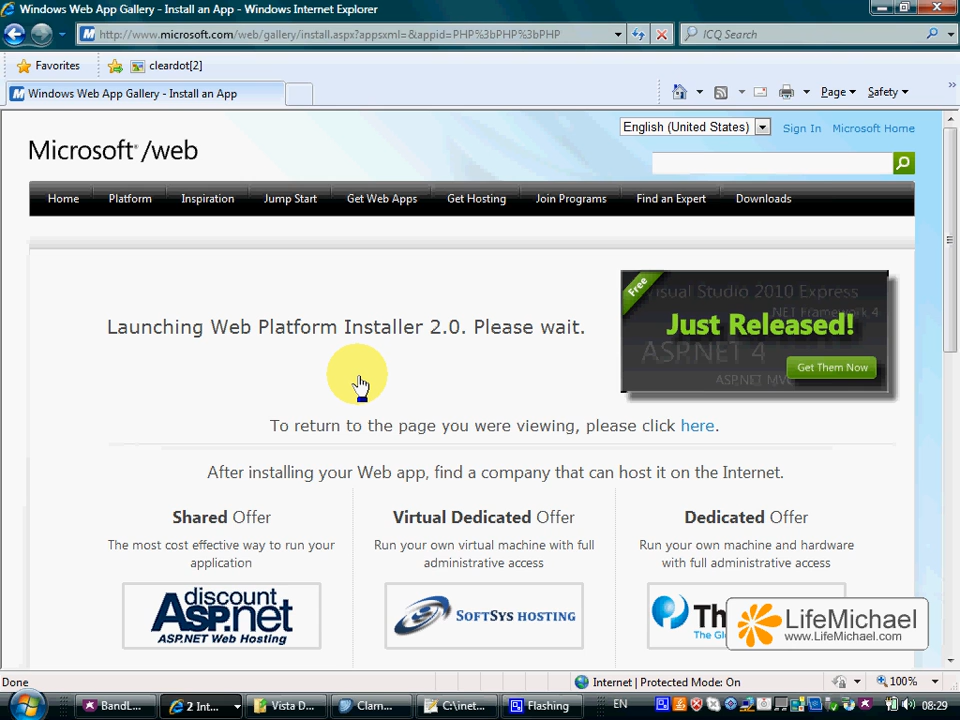 Windows Web App Gallery - Install an App - Windows Internet Explorer
http://www.microsoft.com/web/gallery/install.aspx?appsxml=&appid=PHP%3bPHP%3bPHP
ICQ Search
Favorites
cleardot[2]
Windows Web App Gallery - Install an App
Page
Safety
English (United States)
Sign In
Microsoft Home
Microsoft /web
Home
Platform
Inspiration
Jump Start
Get Web Apps
Get Hosting
Join Programs
Find an Expert
Downloads
Free
isual Studio 2010 Express
.NET Framework 4
Just Released!
ASP.NET 4
Get Them Now
ASP.NET MV
Launching Web Platform Installer 2.0. Please wait.
To return to the page you were viewing, please click here.
After installing your Web app, find a company that can host it on the Internet.
Shared Offer
The most cost effective way to run your
application
Virtual Dedicated Offer
Run your own virtual machine with full
administrative access
Dedicated Offer
Run your own machine and hardware
with full administrative access
discount
Asp.net
ASP.NET Web Hosting
SoftSys Hosting
Th
The Gl
LifeMichael
www.LifeMichael.com
Done
Internet | Protected Mode: On
100%
BandL...
2 Int...
Vista D...
Clam...
C:\inet...
Flashing
EN
08:29